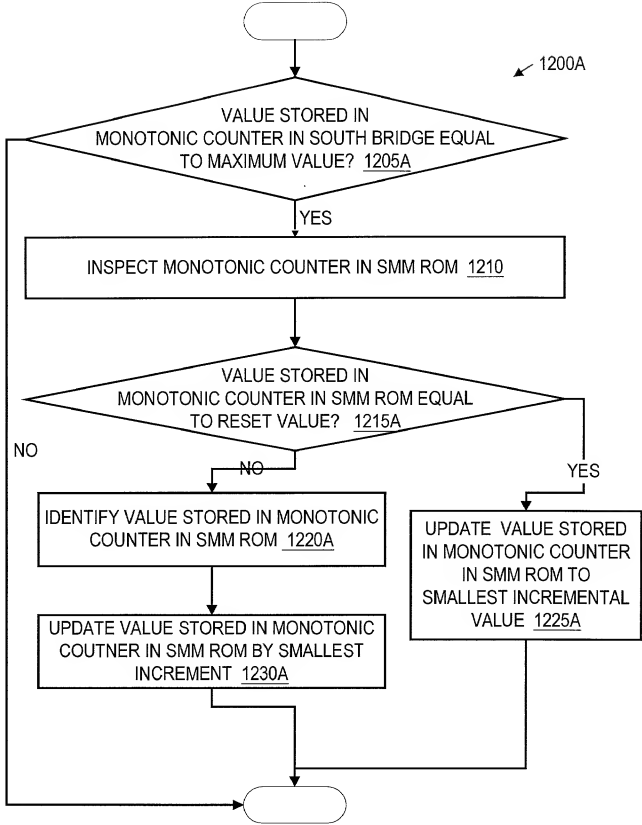 1200A
VALUE STORED IN
MONOTONIC COUNTER IN SOUTH BRIDGE EQUAL
TO MAXIMUM VALUE? 1205A
YES
INSPECT MONOTONIC COUNTER IN SMM ROM 1210
VALUE STORED IN
MONOTONIC COUNTER IN SMM ROM EQUAL
TO RESET VALUE? 1215A
NO
NO
YES
IDENTIFY VALUE STORED IN MONOTONIC
COUNTER IN SMM ROM 1220A
UPDATE VALUE STORED
IN MONOTONIC COUNTER
IN SMM ROM TO
SMALLEST INCREMENTAL
VALUE 1225A
UPDATE VALUE STORED IN MONOTONIC
COUTNER IN SMM ROM BY SMALLEST
INCREMENT 1230A